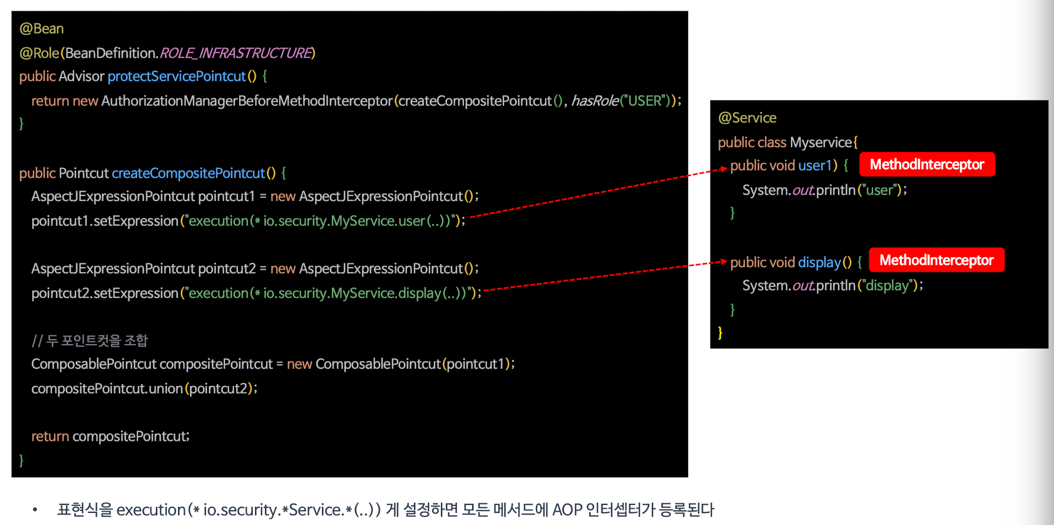 @Bean
@Role(BeanDefinition.ROLE_INFRASTRUCTURE)
public Advisor protectServicePointcut() {
return new AuthorizationManagerBeforeMethodInterceptor(createCompositePointcut(), hasRole("USER"));
}
public Pointcut createCompositePointcut() {
AspectJExpressionPointcut pointcut1 = new AspectJExpressionPointcut();
pointcut1.setExpression("execution(* io.security.MyService.user(..))");
AspectJExpressionPointcut pointcut2 = new AspectJExpressionPointcut();
pointcut2.setExpression("execution(* io.security.MyService.display(..))");
// 두 포인트컷을 조합
ComposablePointcut compositePointcut = new ComposablePointcut(pointcut1);
compositePointcut.union(pointcut2);
return compositePointcut;
}
@Service
public class Myservice{
public void user1) { MethodInterceptor
System.out.println("user");
}
public void display() { MethodInterceptor
System.out.println("display");
}
}
• 표현식을 execution(* io.security.*Service.*(..)) 게 설정하면 모든 메서드에 AOP 인터셉터가 등록된다